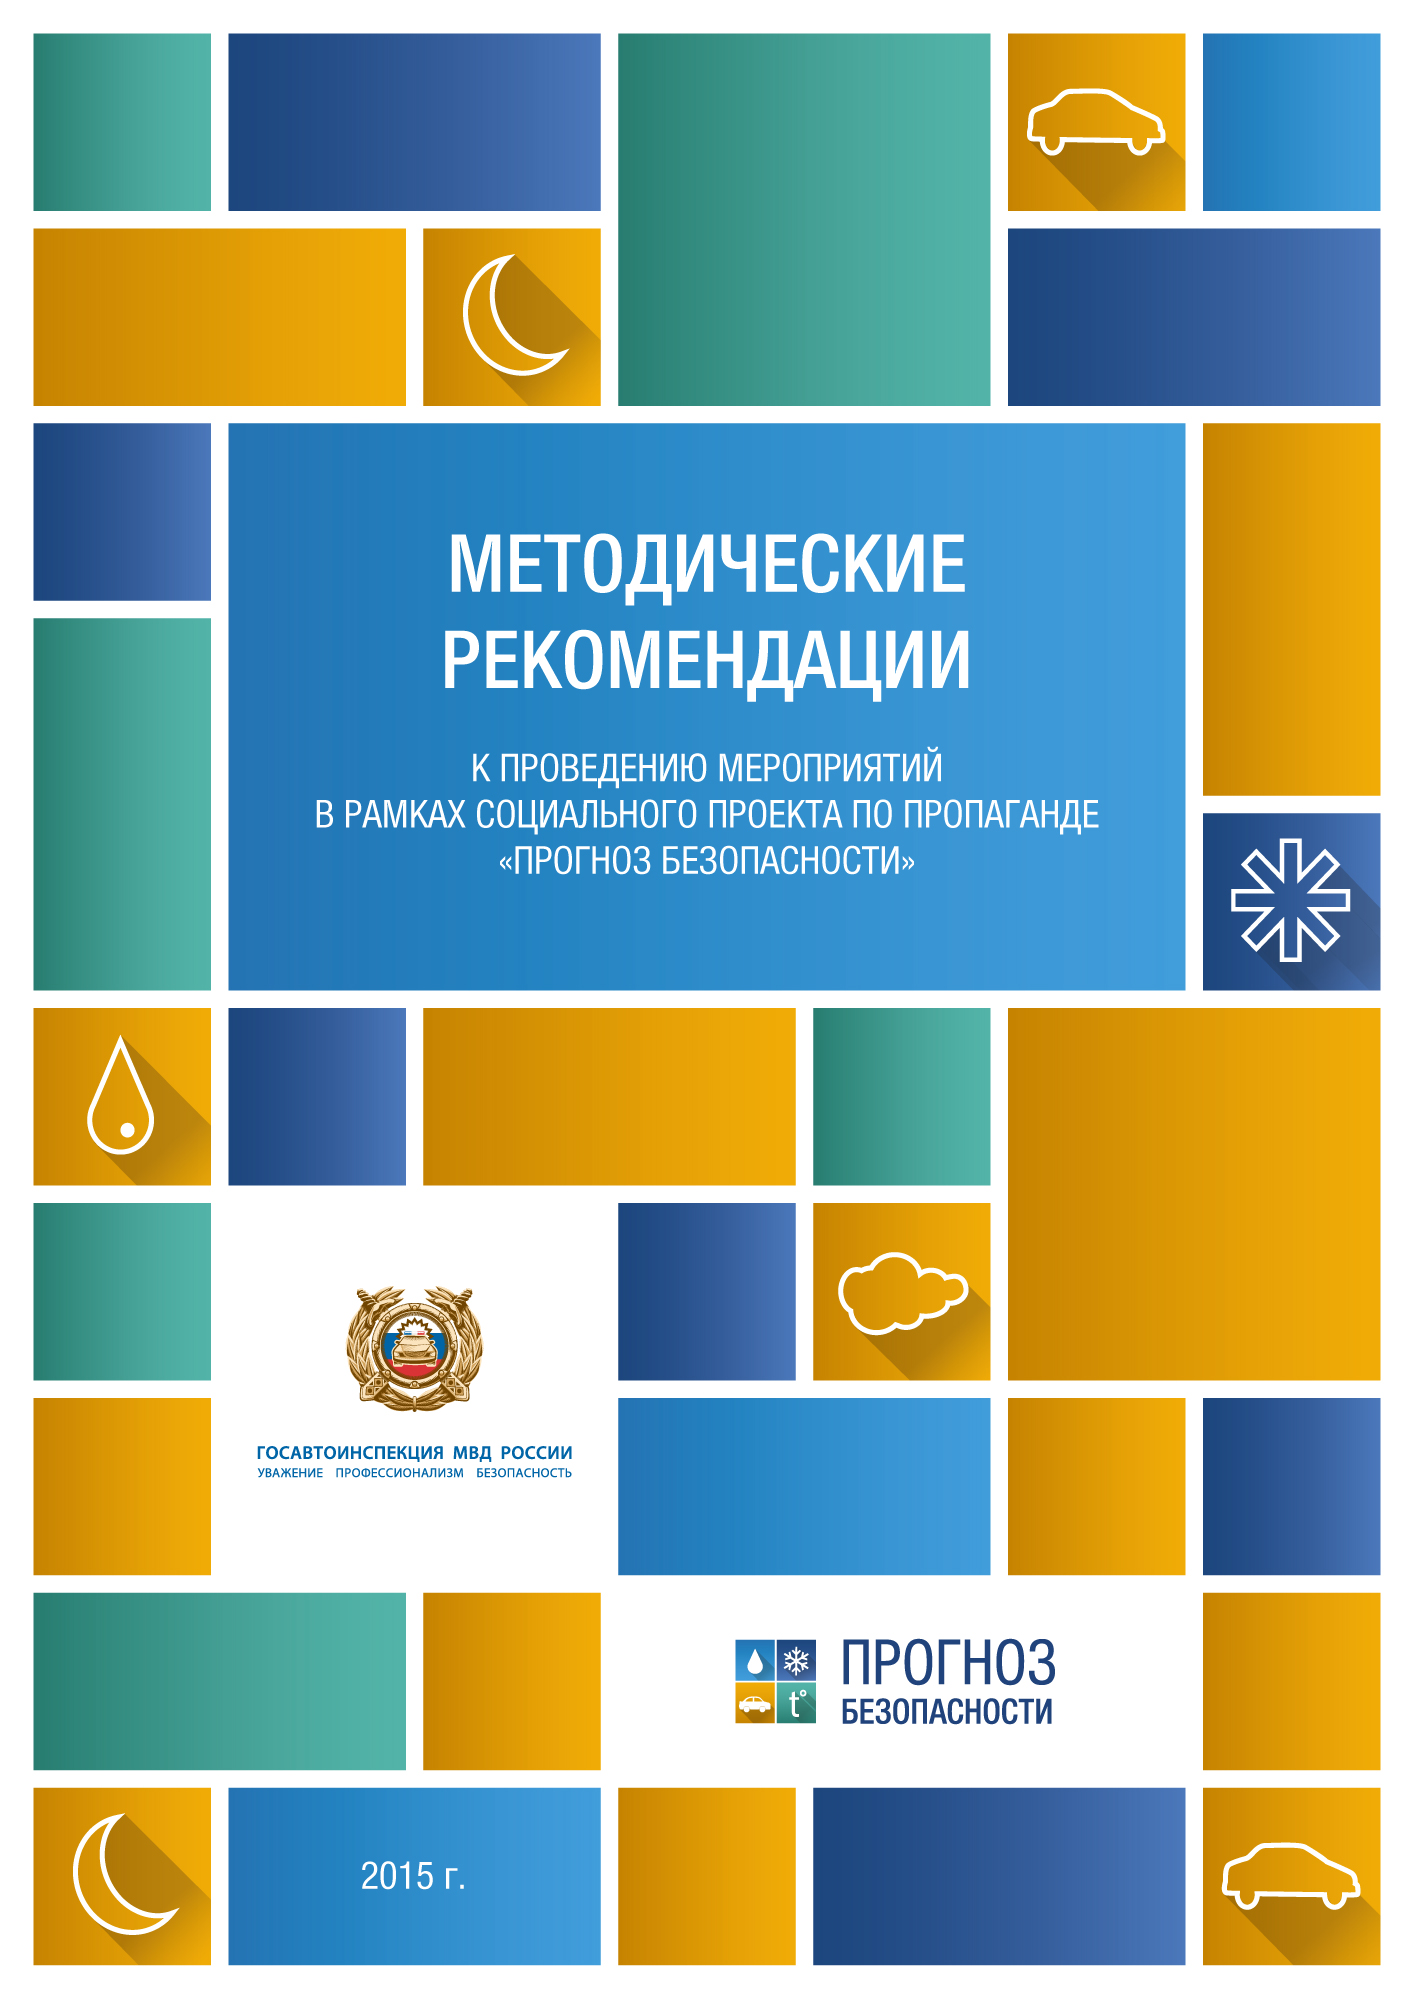 МЕТОДИЧЕСКИЕ
РЕКОМЕНДАЦИИ
К ПРОВЕДЕНИЮ МЕРОПРИЯТИЙ
В РАМКАХ СОЦИАЛЬНОГО ПРОЕКТА ПО ПРОПАГАНДЕ
«ПРОГНОЗ БЕЗОПАСНОСТИ»
ГОСАВТОИНСПЕКЦИЯ МВД РОССИИ
УВАЖЕНИЕ ПРОФЕССИОНАЛИЗМ БЕЗОПАСНОСТЬ
t°
ПРОГНОЗ
БЕЗОПАСНОСТИ
2015 г.